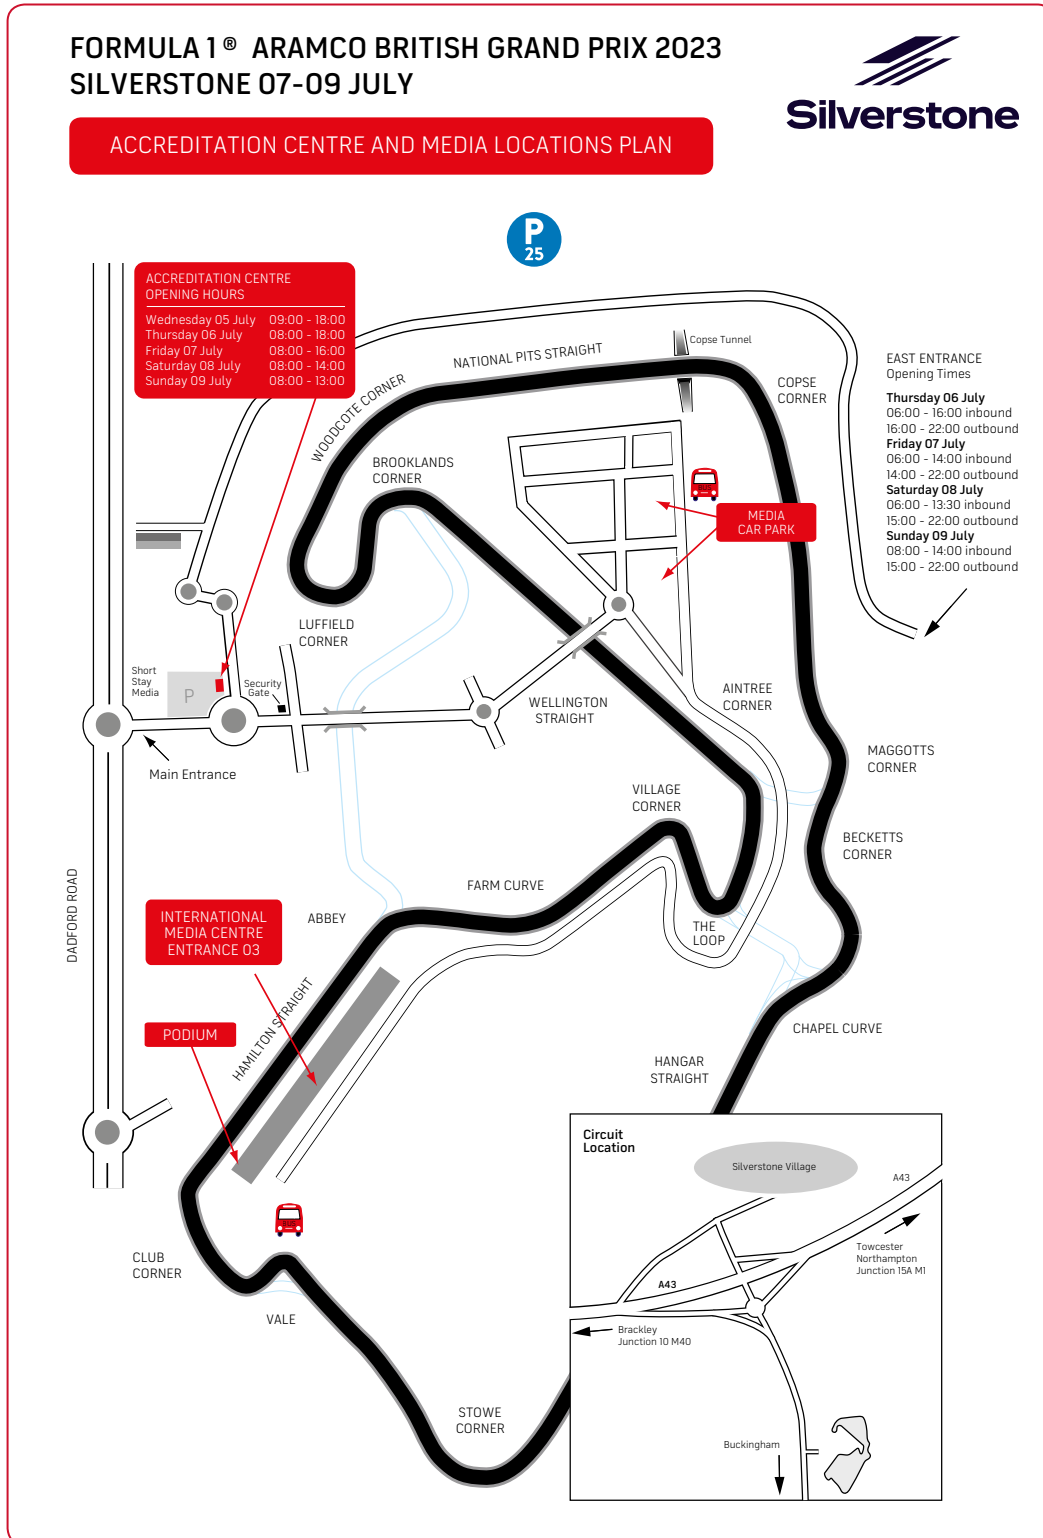 FORMULA 1® ARAMCO BRITISH GRAND PRIX 2023
SILVERSTONE 07-09 JULY
Silverstone
ACCREDITATION CENTRE AND MEDIA LOCATIONS PLAN
P
25
ACCREDITATION CENTRE
OPENING HOURS
Wednesday 05 July 09:00 - 18:00
Thursday 06 July 08:00 - 18:00
Friday 07 July 08:00 - 16:00
Saturday 08 July 08:00 - 14:00
Sunday 09 July 08:00 - 13:00
Copse Tunnel
NATIONAL PITS STRAIGHT
WOODCOTE CORNER
COPSE
CORNER
EAST ENTRANCE
Opening Times
Thursday 06 July
06:00 - 16:00 inbound
16:00 - 22:00 outbound
Friday 07 July
06:00 - 14:00 inbound
14:00 - 22:00 outbound
Saturday 08 July
06:00 - 13:30 inbound
15:00 - 22:00 outbound
Sunday 09 July
08:00 - 14:00 inbound
15:00 - 22:00 outbound
BROOKLANDS
CORNER
BUS
MEDIA
CAR PARK
LUFFIELD
CORNER
Short
Stay
Media
P
Security
Gate
WELLINGTON
STRAIGHT
AINTREE
CORNER
Main Entrance
MAGGOTTS
CORNER
VILLAGE
CORNER
BECKETTS
CORNER
DADFORD ROAD
FARM CURVE
ABBEY
INTERNATIONAL
MEDIA CENTRE
ENTRANCE 03
THE
LOOP
HAMILTON STRAIGHT
PODIUM
CHAPEL CURVE
HANGAR
STRAIGHT
BUS
CLUB
CORNER
VALE
STOWE
CORNER
Circuit
Location
Silverstone Village
A43
Towcester
Northampton
Junction 15A M1
A43
Brackley
Junction 10 M40
Buckingham